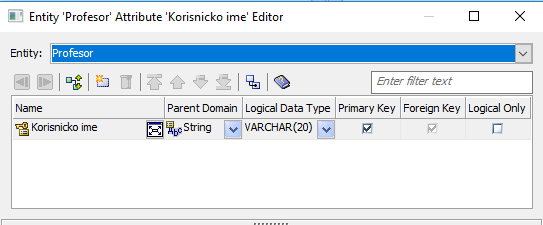 Entity 'Profesor' Attribute 'Korisnicko ime' Editor
Entity: Profesor
Enter filter text
Name Parent Domain Logical Data Type Primary Key Foreign Key Logical Only
Korisnicko ime String VARCHAR(20)